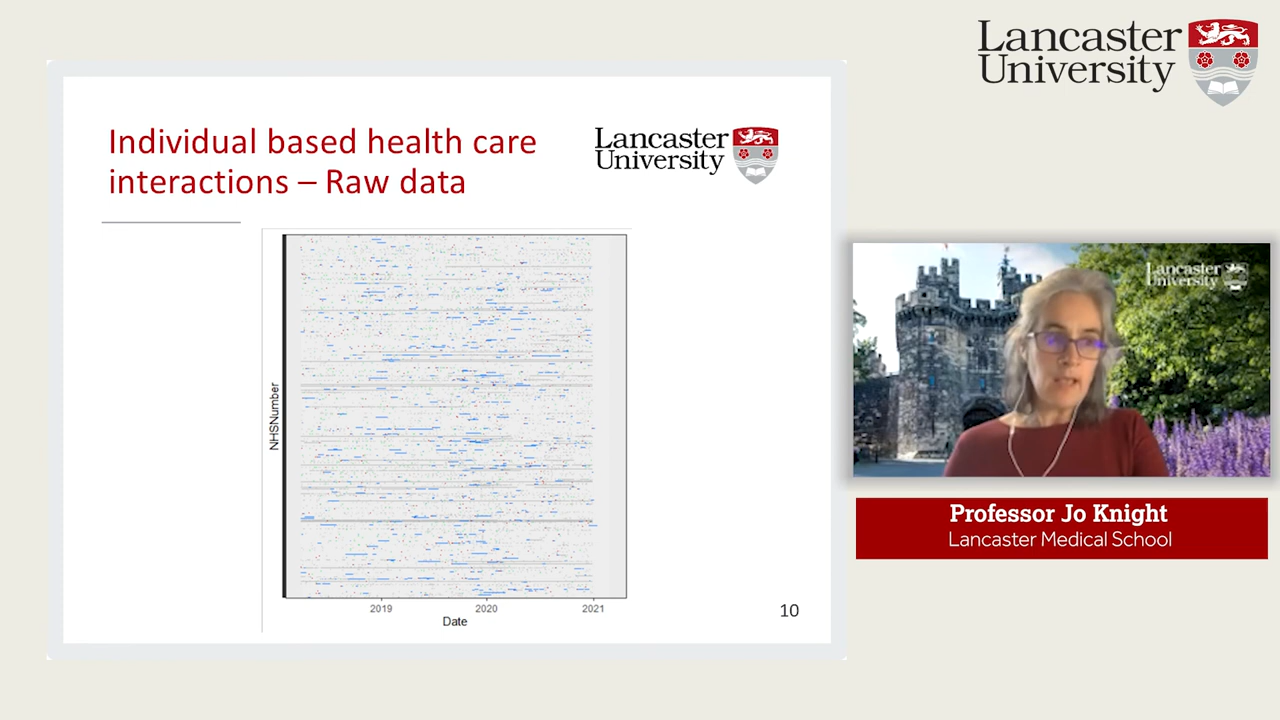 Lancaster
University
Individual based health care
interactions – Raw data
Lancaster
University
NHSNumber
2019
2020
2021
Date
10
Lancaster
University
Professor Jo Knight
Lancaster Medical School